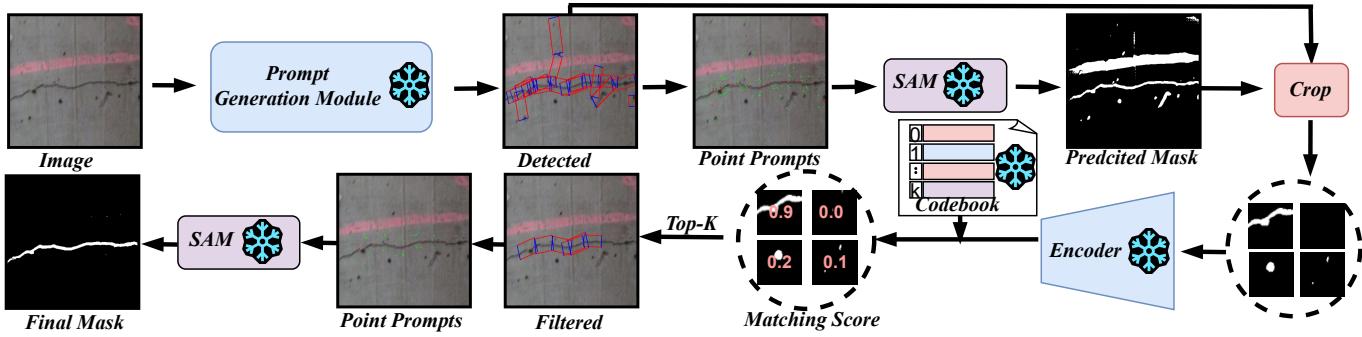 Image
Prompt
Generation Module
Detected
Point Prompts
SAM
Predcited Mask
Crop
0
1
:
k
Codebook
Encoder
0.9
0.0
0.2
0.1
Matching Score
Top-K
Filtered
Point Prompts
SAM
Final Mask